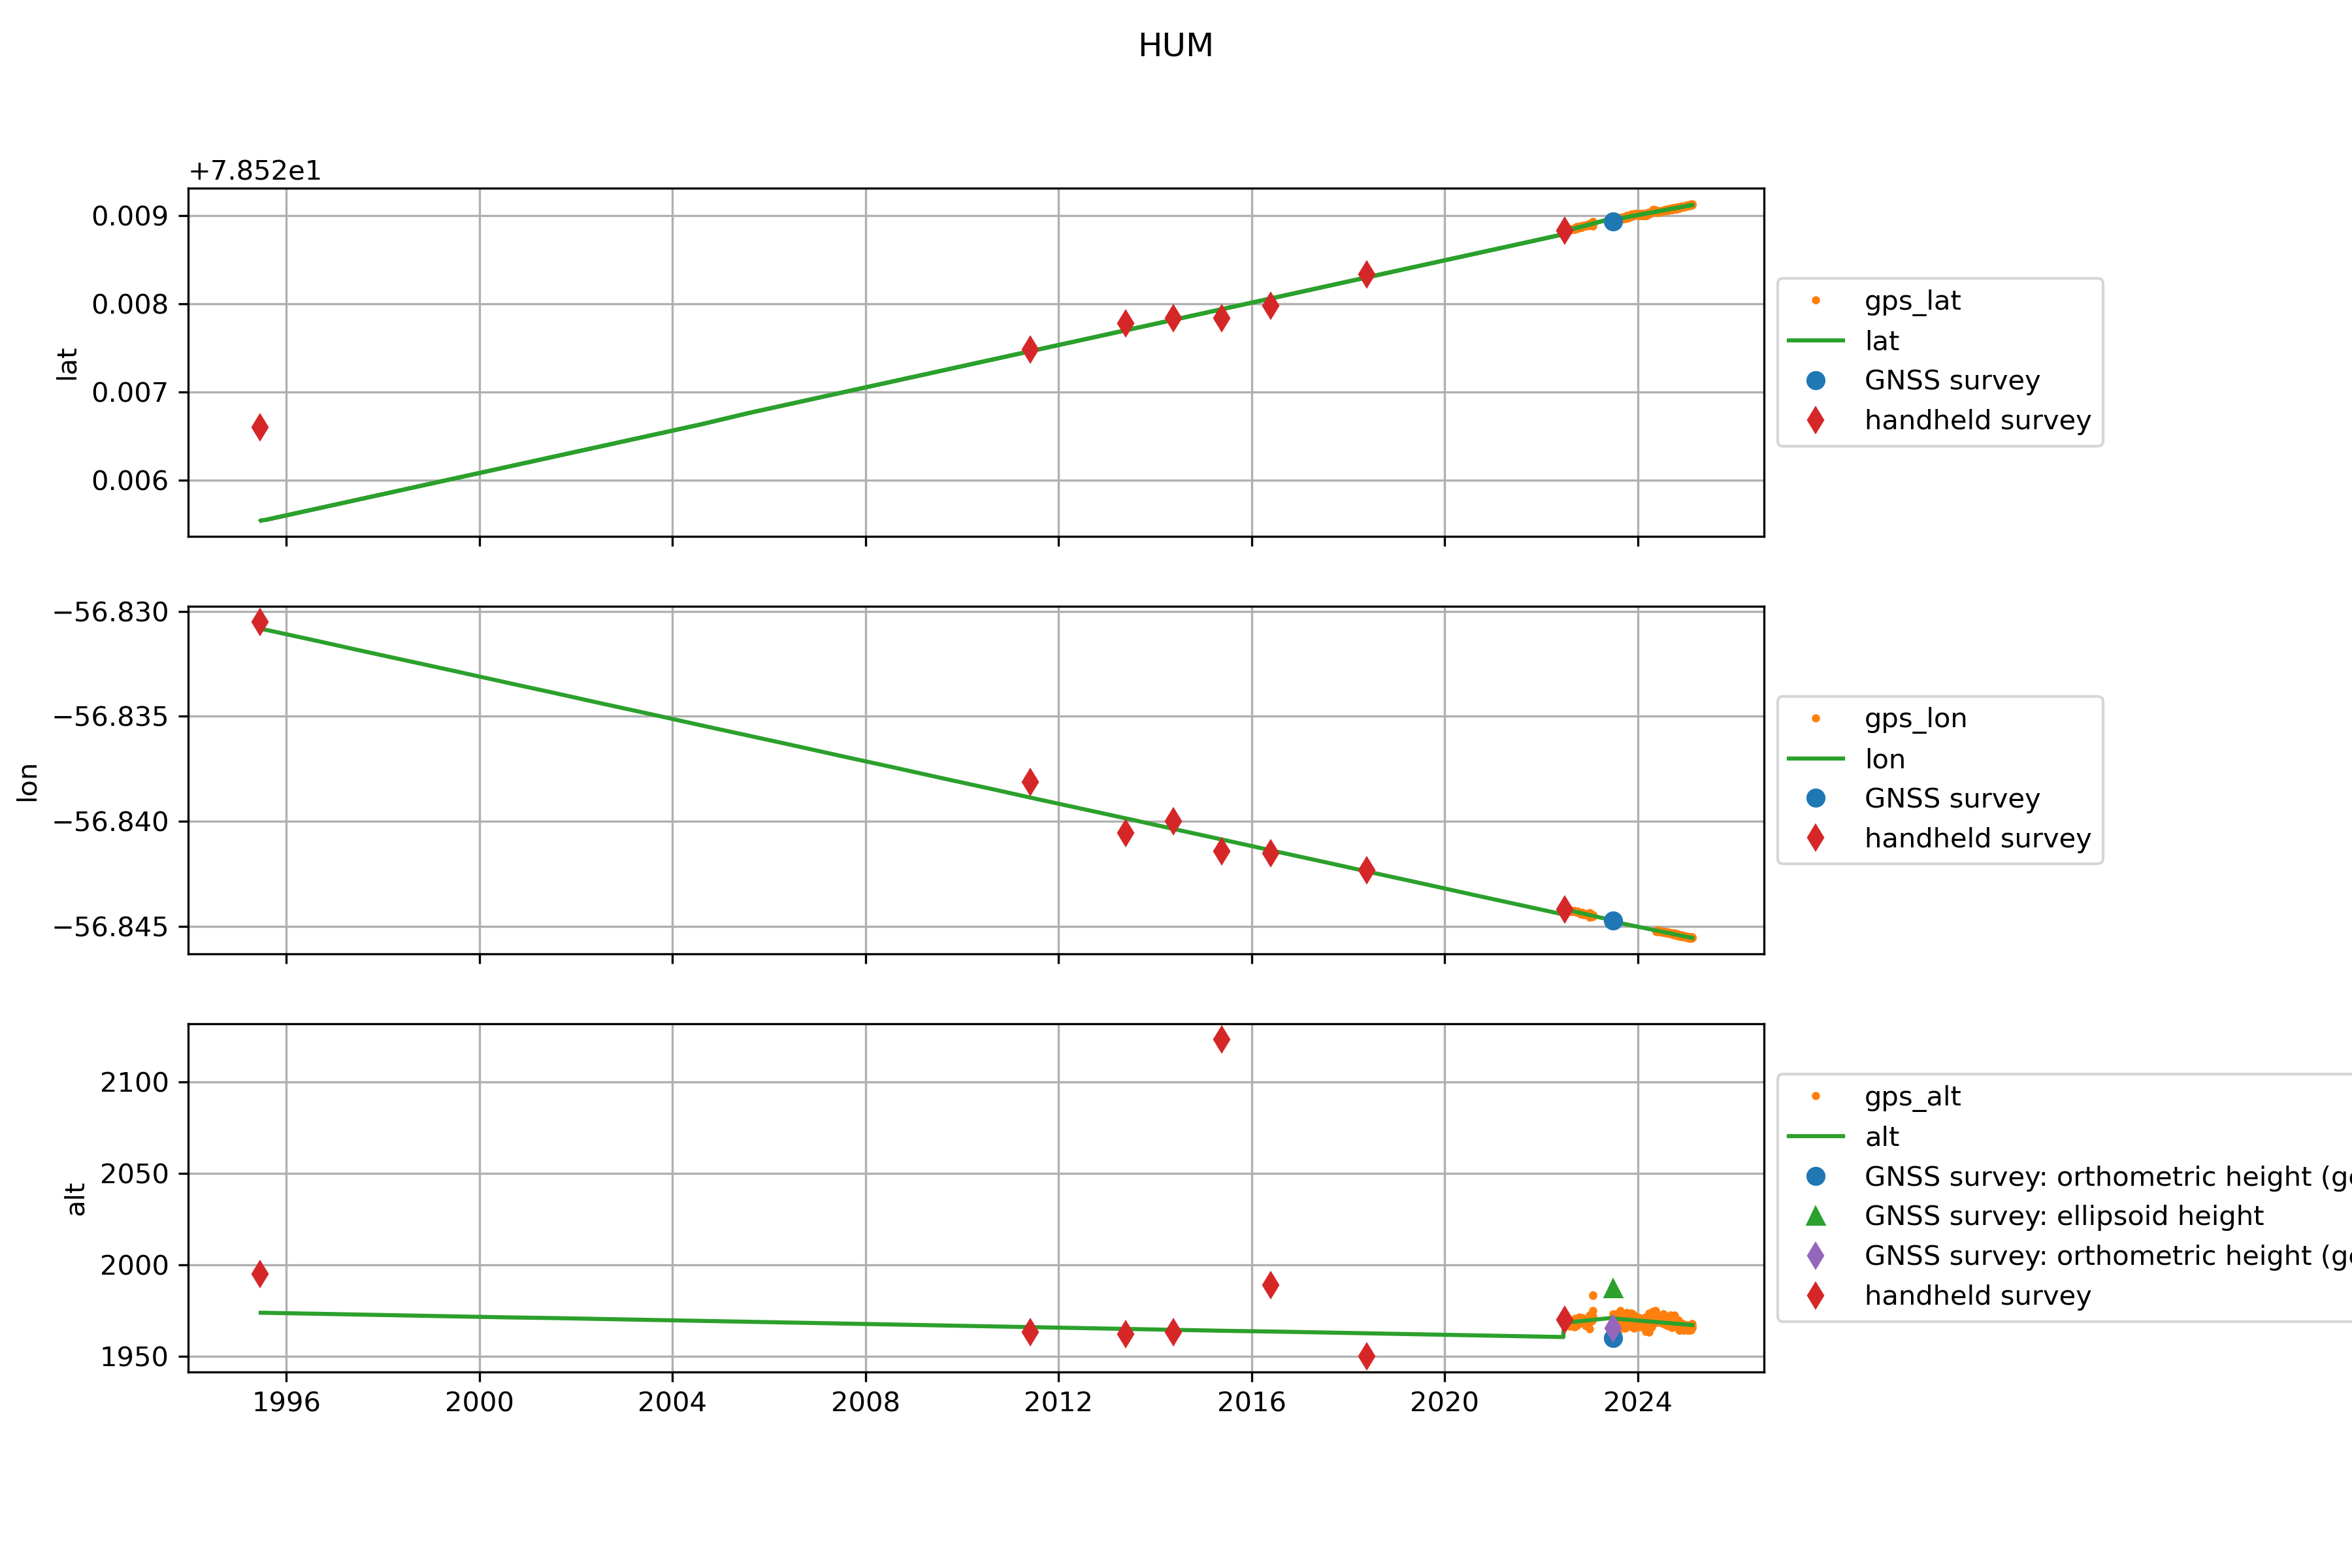 HUM
+7.852e1
0.009
0.008
0.007
0.006
lat
gps_lat
lat
GNSS survey
handheld survey
−56.830
−56.835
−56.840
−56.845
lon
gps_lon
lon
GNSS survey
handheld survey
2100
2050
2000
1950
alt
1996 2000 2004 2008 2012 2016 2020 2024
gps_alt
alt
GNSS survey: orthometric height (g
GNSS survey: ellipsoid height
GNSS survey: orthometric height (g
handheld survey